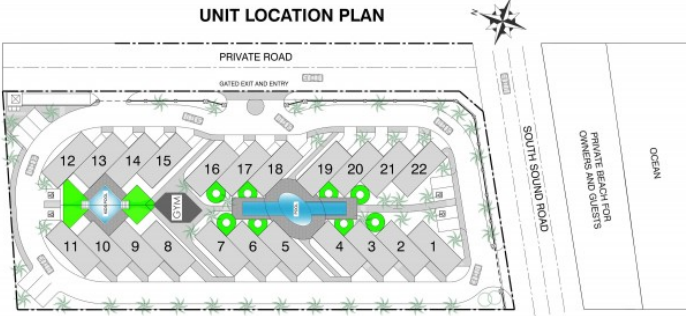 UNIT LOCATION PLAN
N
PRIVATE ROAD
GATED EXIT AND ENTRY
12 13 14 15 16 17 18 19 20 21 22
GYM
POOL
11 10 9 8 7 6 5 4 3 2 1
SOUTH SOUND ROAD
PRIVATE BEACH FOR
OWNERS AND GUESTS
OCEAN